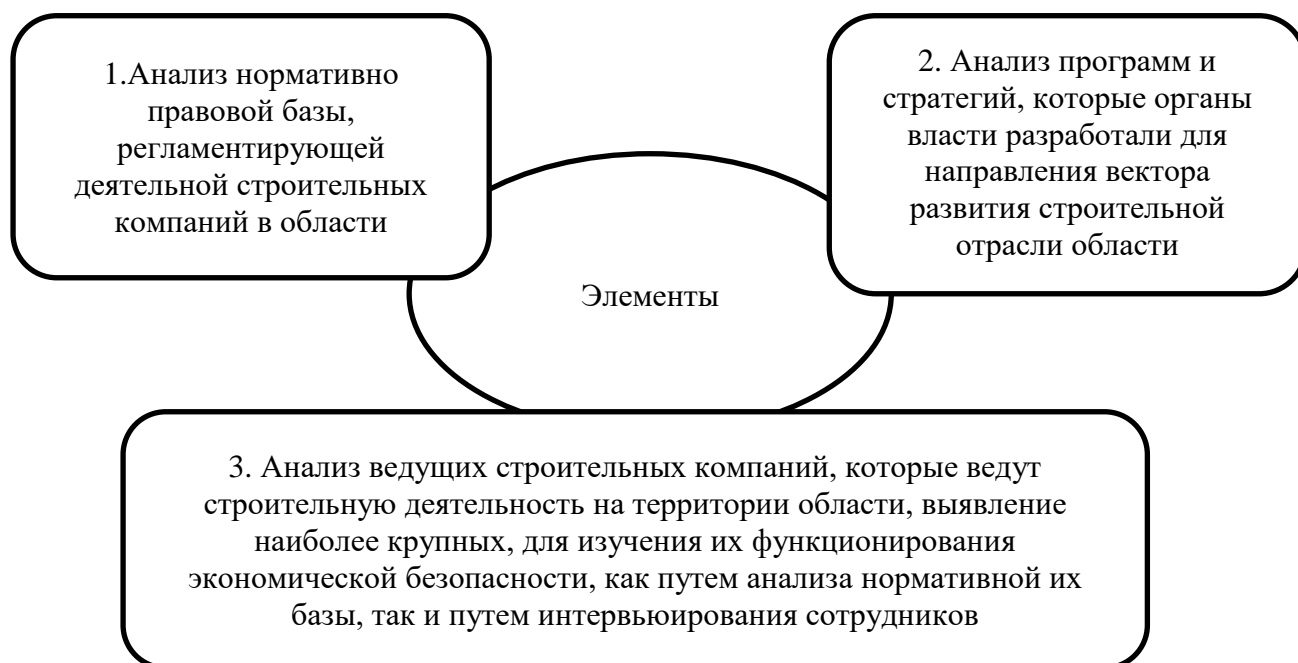 1.Анализ нормативно
правовой базы,
регламентирующей
деятельной строительных
компаний в области
2. Анализ программ и
стратегий, которые органы
власти разработали для
направления вектора
развития строительной
отрасли области
Элементы
3. Анализ ведущих строительных компаний, которые ведут
строительную деятельность на территории области, выявление
наиболее крупных, для изучения их функционирования
экономической безопасности, как путем анализа нормативной их
базы, так и путем интервьюирования сотрудников